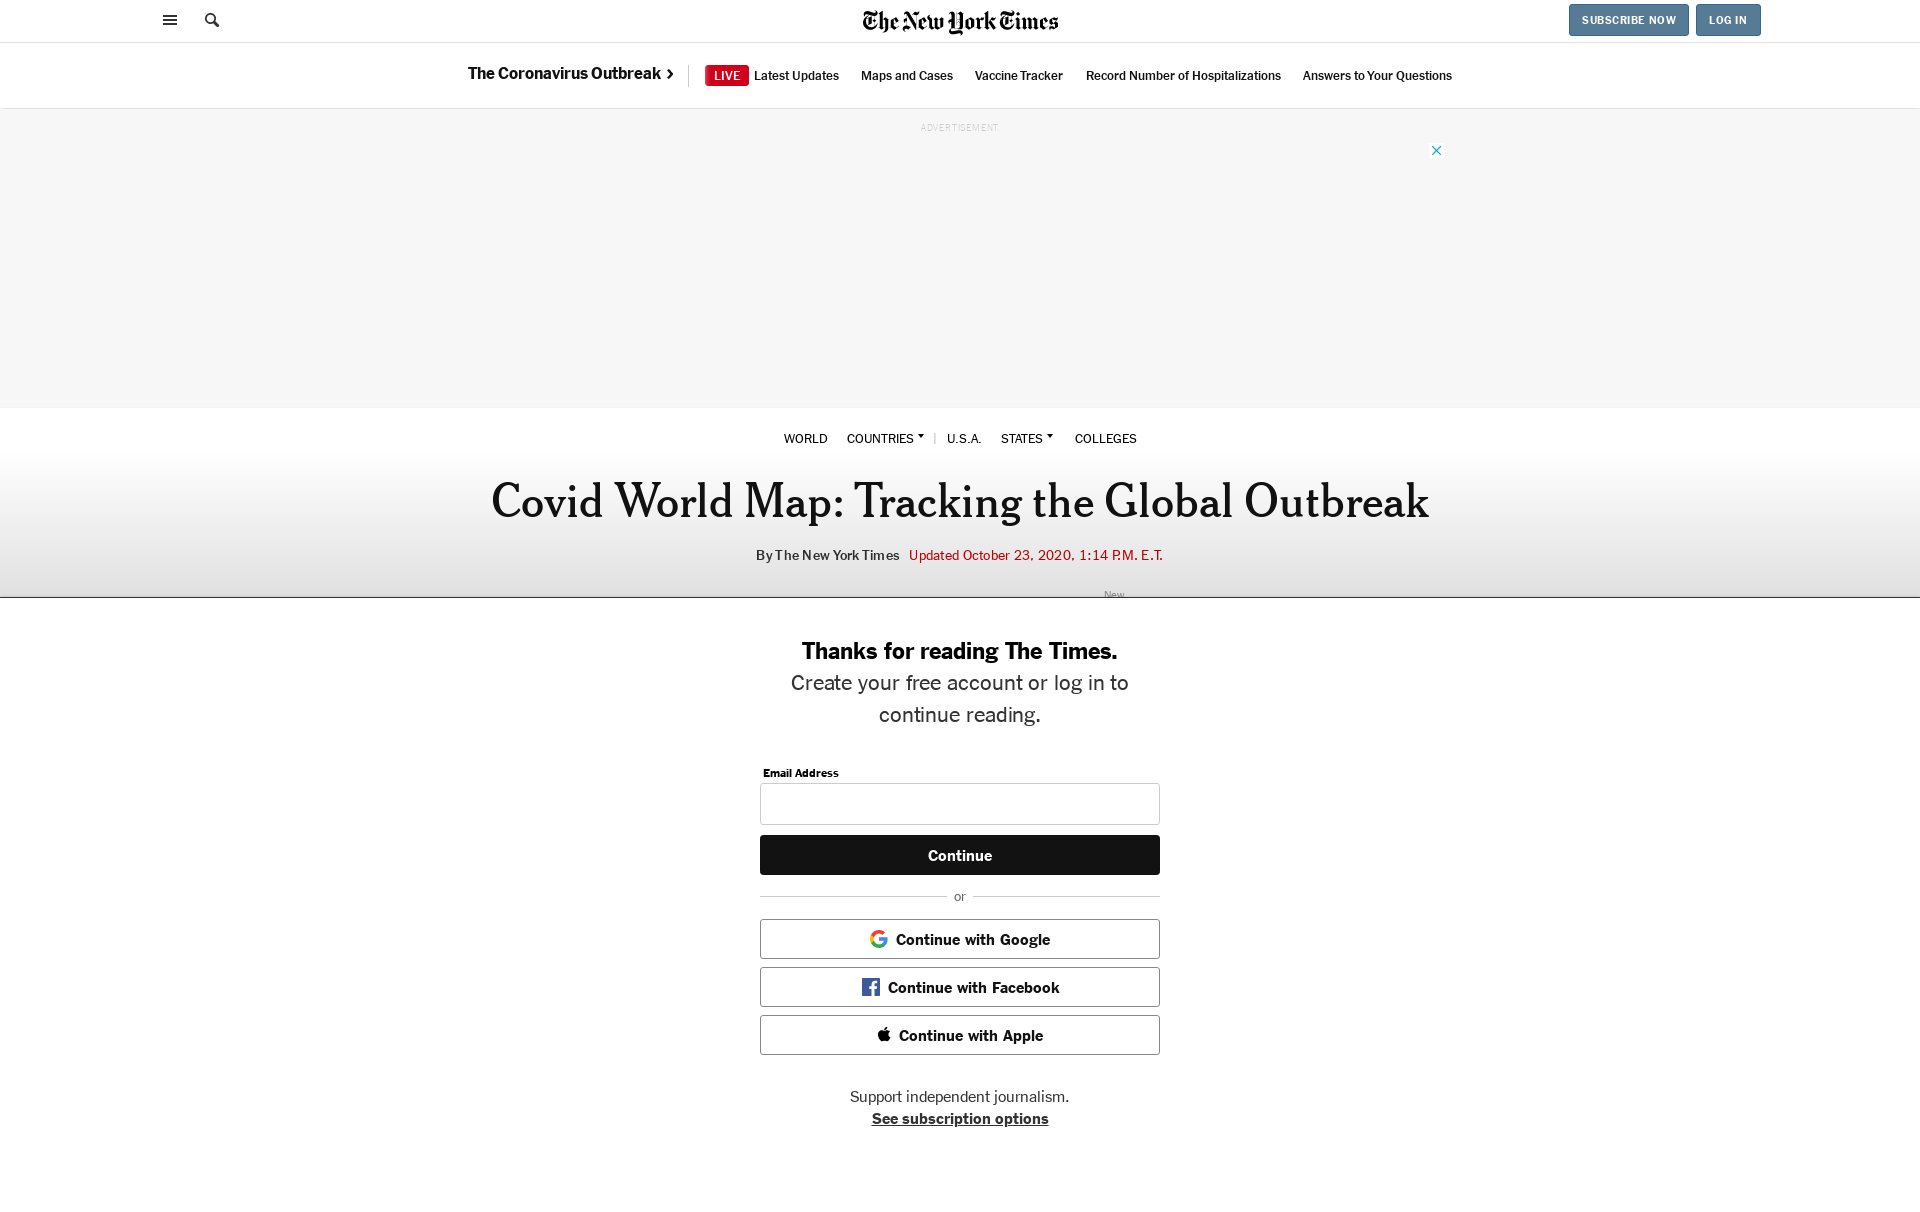 The New York Times
SUBSCRIBE NOW
LOG IN
The Coronavirus Outbreak
LIVE Latest Updates Maps and Cases Vaccine Tracker Record Number of Hospitalizations Answers to Your Questions
ADVERTISEMENT
WORLD COUNTRIES | U.S.A. STATES COLLEGES
Covid World Map: Tracking the Global Outbreak
By The New York Times Updated October 23, 2020, 1:14 P.M. E.T.
New
Thanks for reading The Times.
Create your free account or log in to
continue reading.
Email Address
Continue
or
Continue with Google
Continue with Facebook
Continue with Apple
Support independent journalism.
See subscription options